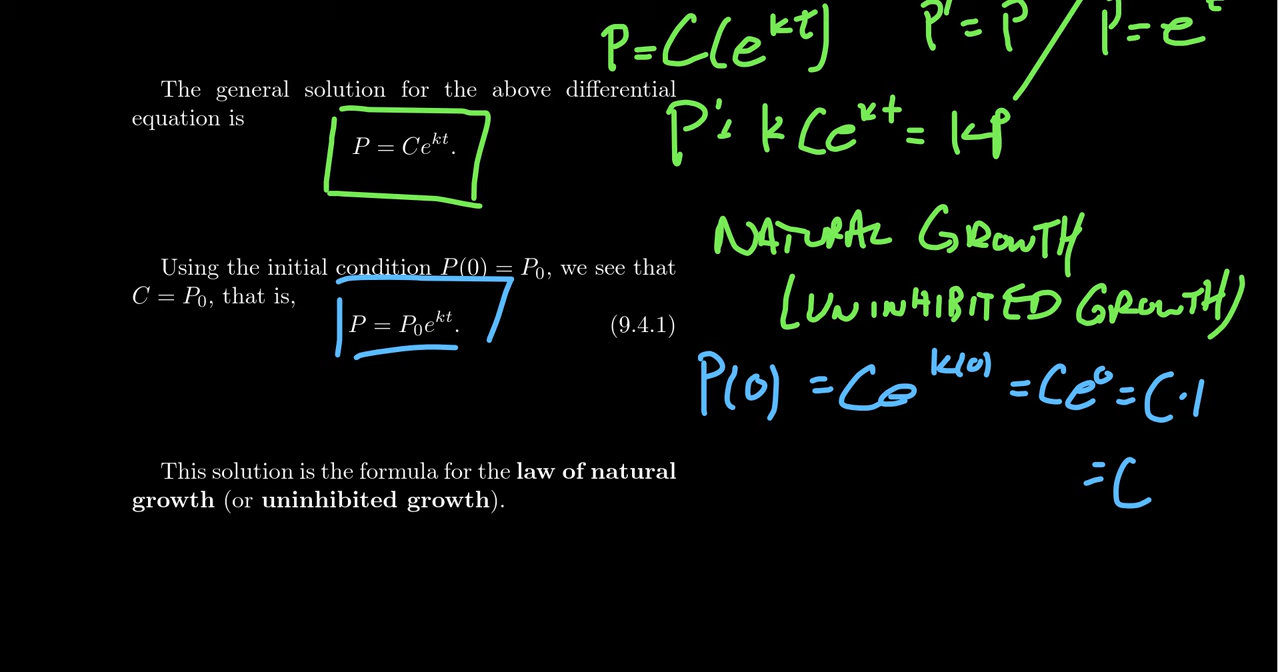 P = C(e^{kt})
P' = P
P = e^t
The general solution for the above differential
equation is
P = Ce^{kt}.
P' = kCe^{kt} = kP
NATURAL GROWTH
(UNINHIBITED GROWTH)
Using the initial condition P(0) = P_0, we see that
C = P_0, that is,
P = P_0e^{kt}. (9.4.1)
P(0) = Ce^{k(0)} = Ce^0 = C·1
= C
This solution is the formula for the law of natural
growth (or uninhibited growth).